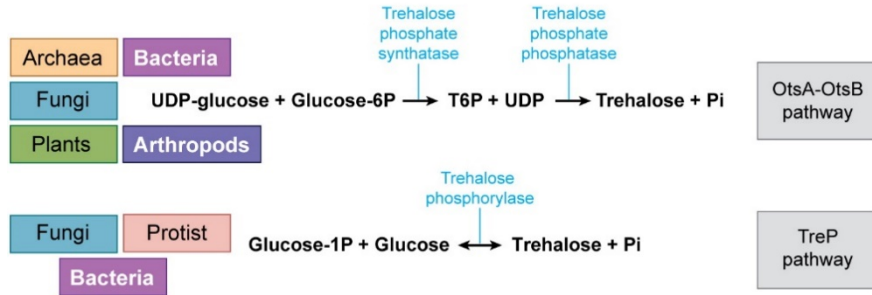 Trehalose
phosphate
synthatase
Trehalose
phosphate
phosphatase
Archaea
Bacteria
Fungi
Plants
Arthropods
UDP-glucose + Glucose-6P → T6P + UDP → Trehalose + Pi
OtsA-OtsB
pathway
Trehalose
phosphorylase
Fungi
Protist
Bacteria
Glucose-1P + Glucose ↔ Trehalose + Pi
TreP
pathway